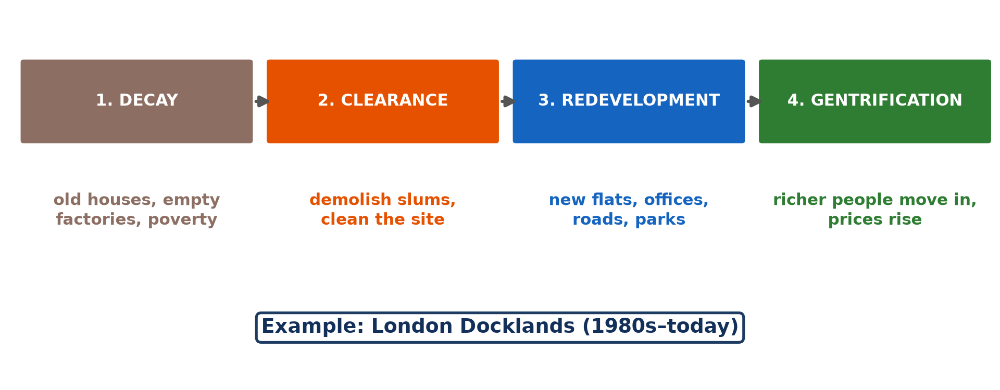 1. DECAY
2. CLEARANCE
3. REDEVELOPMENT
4. GENTRIFICATION
old houses, empty
factories, poverty
demolish slums,
clean the site
new flats, offices,
roads, parks
richer people move in,
prices rise
Example: London Docklands (1980s–today)